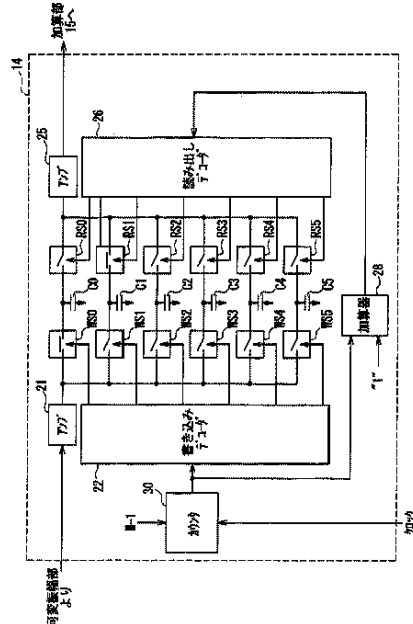 可変振幅部
より
21
アンプ
22
書き込み
デコーダ
30
カウンタ
M-1
クロック
WS0
WS1
WS2
WS3
WS4
WS5
C0
C1
C2
C3
C4
C5
RS0
RS1
RS2
RS3
RS4
RS5
25
アンプ
26
読み出し
デコーダ
28
加算器
"1"
14
加算部
15へ